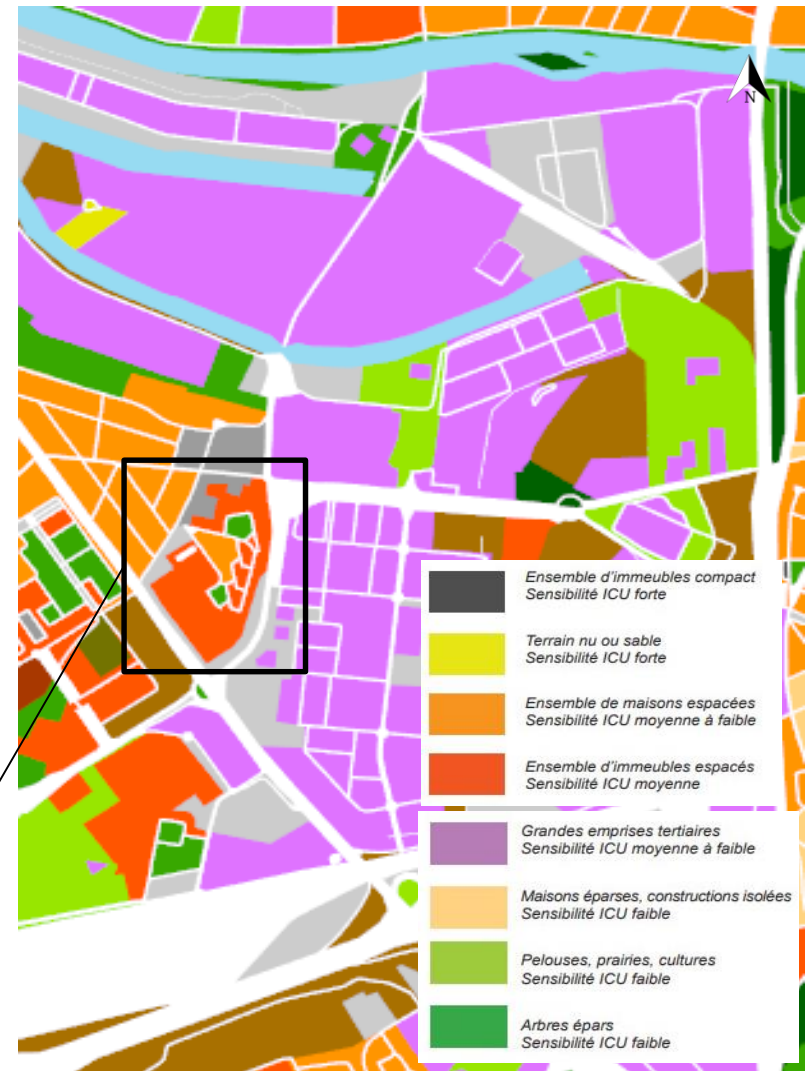 N
Ensemble d'immeubles compact
Sensibilité ICU forte
Terrain nu ou sable
Sensibilité ICU forte
Ensemble de maisons espacées
Sensibilité ICU moyenne à faible
Ensemble d'immeubles espacés
Sensibilité ICU moyenne
Grandes emprises tertiaires
Sensibilité ICU moyenne à faible
Maisons éparses, constructions isolées
Sensibilité ICU faible
Pelouses, prairies, cultures
Sensibilité ICU faible
Arbres épars
Sensibilité ICU faible